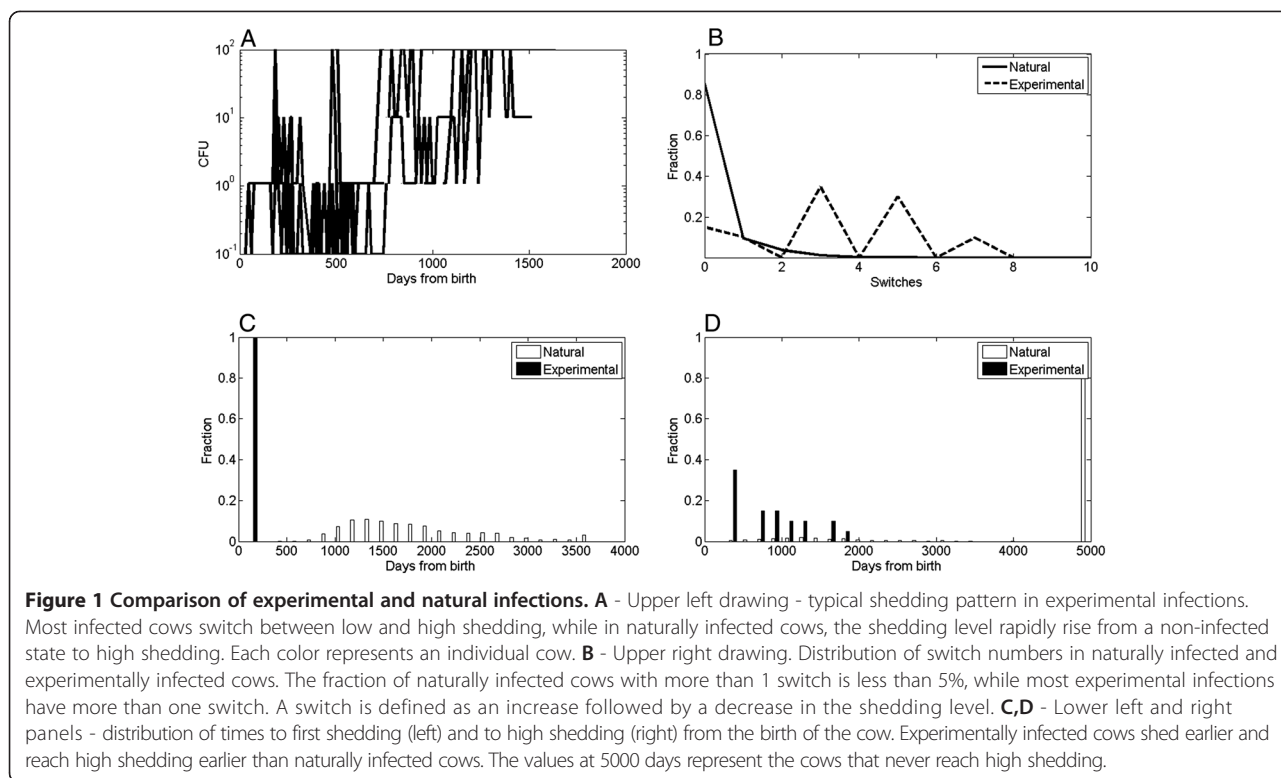 A
10^2
10^1
10^0
10^-1
CFU
0 500 1000 1500 2000
Days from birth
B
1
0.8
0.6
0.4
0.2
Fraction
Natural
Experimental
0 2 4 6 8 10
Switches
C
1
0.8
0.6
0.4
0.2
0
Fraction
Natural
Experimental
0 500 1000 1500 2000 2500 3000 3500 4000
Days from birth
D
1
0.8
0.6
0.4
0.2
0
Fraction
Natural
Experimental
0 1000 2000 3000 4000 5000
Days from birth
Figure 1 Comparison of experimental and natural infections. A - Upper left drawing - typical shedding pattern in experimental infections.
Most infected cows switch between low and high shedding, while in naturally infected cows, the shedding level rapidly rise from a non-infected
state to high shedding. Each color represents an individual cow. B - Upper right drawing. Distribution of switch numbers in naturally infected and
experimentally infected cows. The fraction of naturally infected cows with more than 1 switch is less than 5%, while most experimental infections
have more than one switch. A switch is defined as an increase followed by a decrease in the shedding level. C,D - Lower left and right
panels - distribution of times to first shedding (left) and to high shedding (right) from the birth of the cow. Experimentally infected cows shed earlier and
reach high shedding earlier than naturally infected cows. The values at 5000 days represent the cows that never reach high shedding.